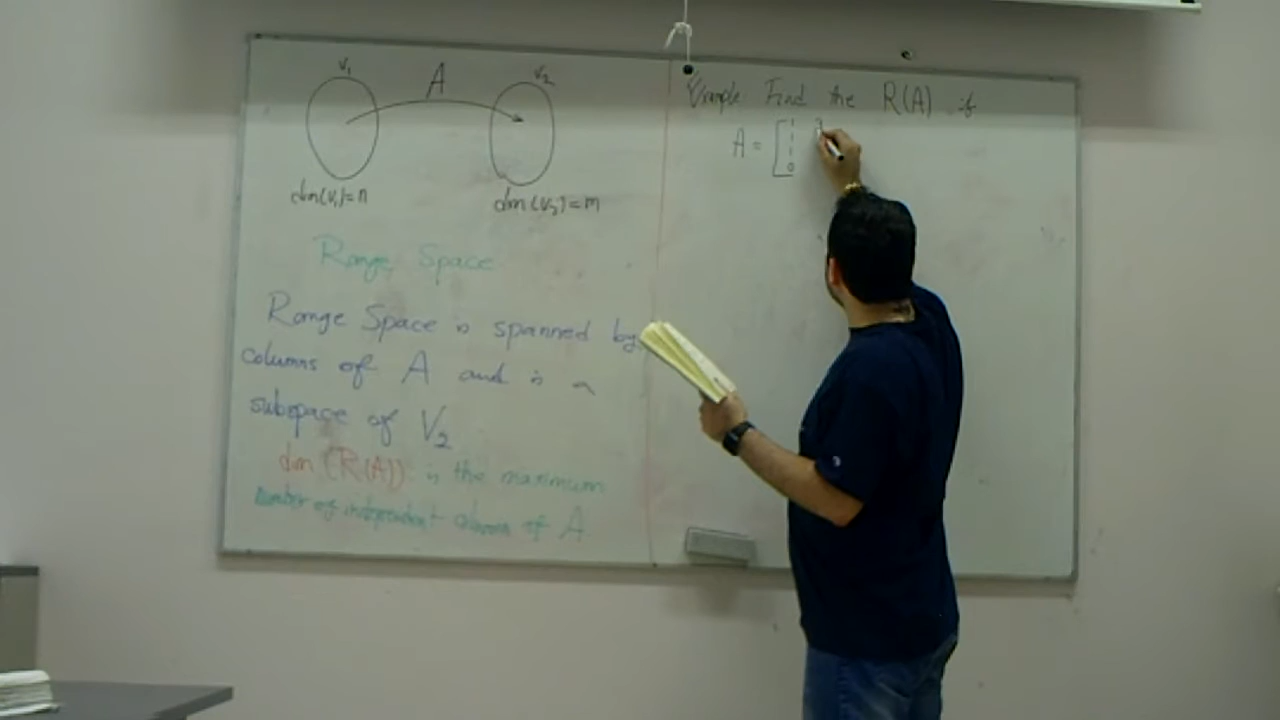 V₁ A V₂
dim(V₁)=n dim(V₂)=m
Range Space
Range Space is spanned by
columns of A and is a
subspace of V₂
dim (R(A)) is the maximum
number of independent columns of A
Example Find the R(A) if
A = [